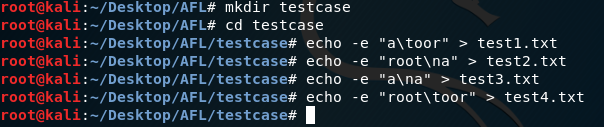 root@kali:~/Desktop/AFL# mkdir testcase
root@kali:~/Desktop/AFL# cd testcase
root@kali:~/Desktop/AFL/testcase# echo -e "a\toor" > test1.txt
root@kali:~/Desktop/AFL/testcase# echo -e "root\na" > test2.txt
root@kali:~/Desktop/AFL/testcase# echo -e "a\na" > test3.txt
root@kali:~/Desktop/AFL/testcase# echo -e "root\toor" > test4.txt
root@kali:~/Desktop/AFL/testcase#